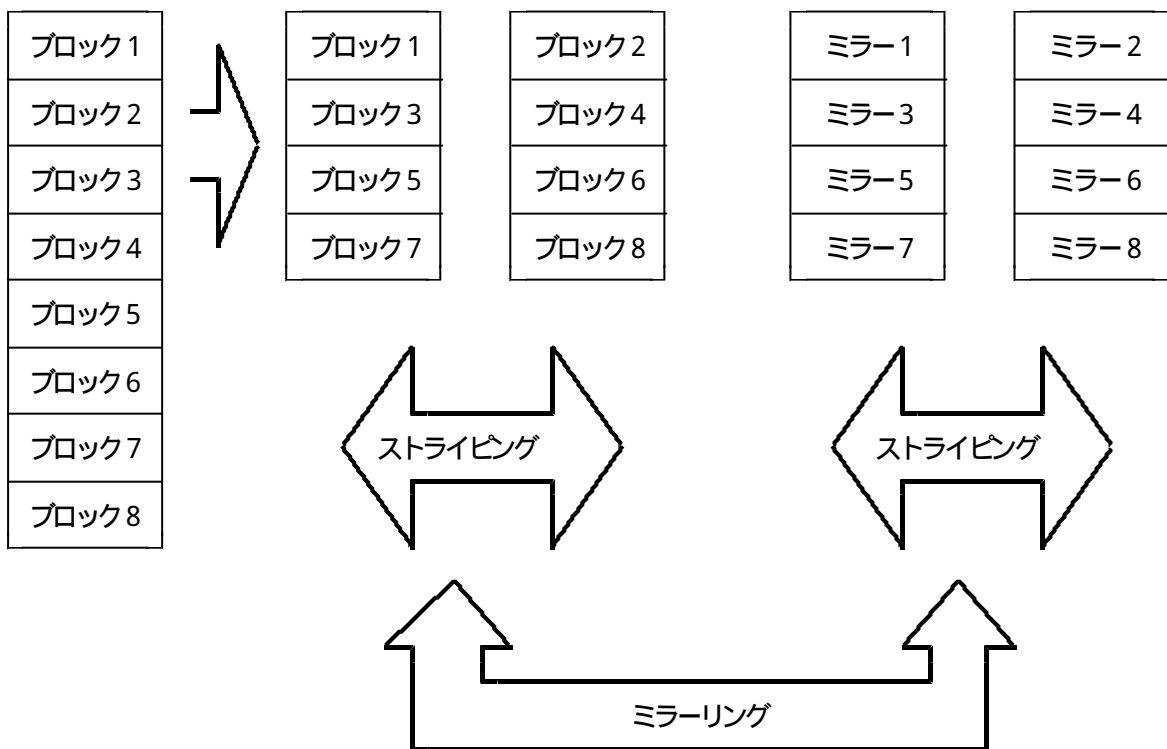 ブロック1
ブロック2
ブロック3
ブロック4
ブロック5
ブロック6
ブロック7
ブロック8
ブロック1
ブロック3
ブロック5
ブロック7
ブロック2
ブロック4
ブロック6
ブロック8
ミラー1
ミラー3
ミラー5
ミラー7
ミラー2
ミラー4
ミラー6
ミラー8
ストライピング
ストライピング
ミラーリング